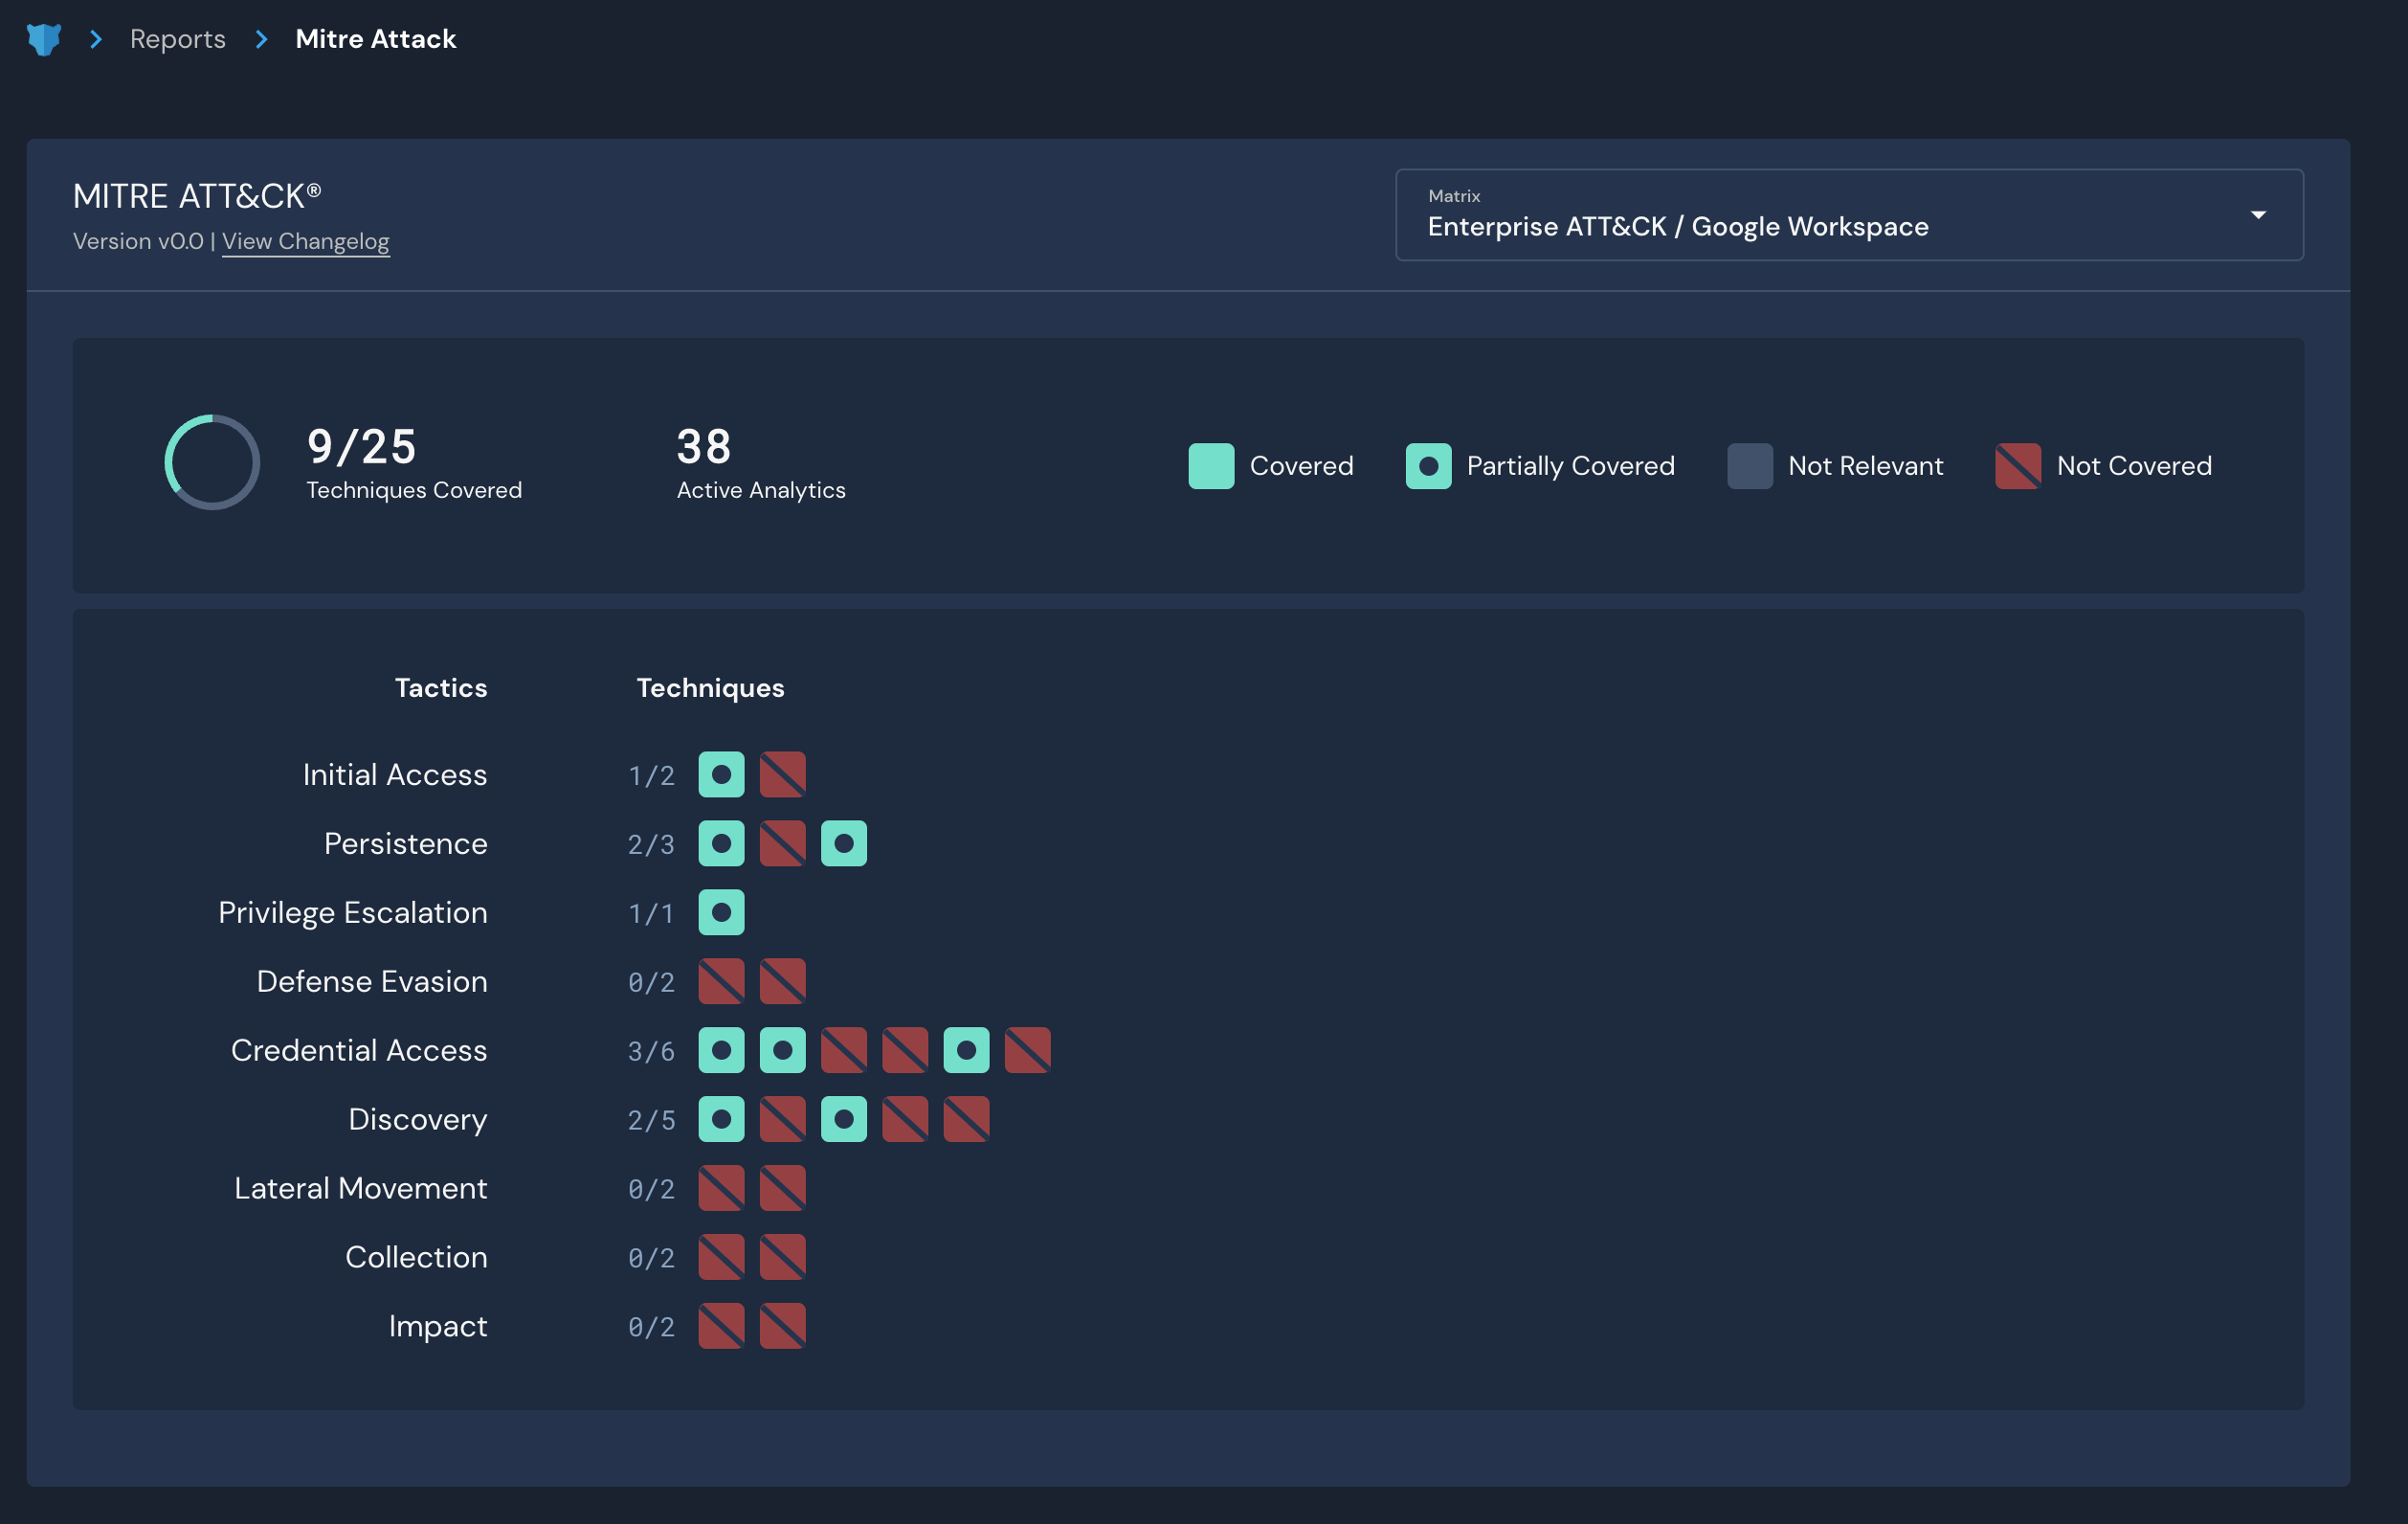 Reports Mitre Attack
MITRE ATT&CK®
Version v0.0 | View Changelog
Matrix
Enterprise ATT&CK / Google Workspace
9/25
Techniques Covered
38
Active Analytics
Covered
Partially Covered
Not Relevant
Not Covered
Tactics Techniques
Initial Access 1/2
Persistence 2/3
Privilege Escalation 1/1
Defense Evasion 0/2
Credential Access 3/6
Discovery 2/5
Lateral Movement 0/2
Collection 0/2
Impact 0/2